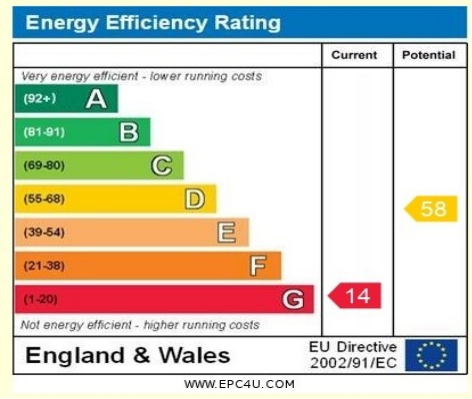 Energy Efficiency Rating
Current Potential
Very energy efficient - lower running costs
(92+) A
(81-91) B
(69-80) C
(55-68) D
58
(39-54) E
(21-38) F
(1-20) G
14
Not energy efficient - higher running costs
England & Wales
EU Directive
2002/91/EC
WWW.EPC4U.COM